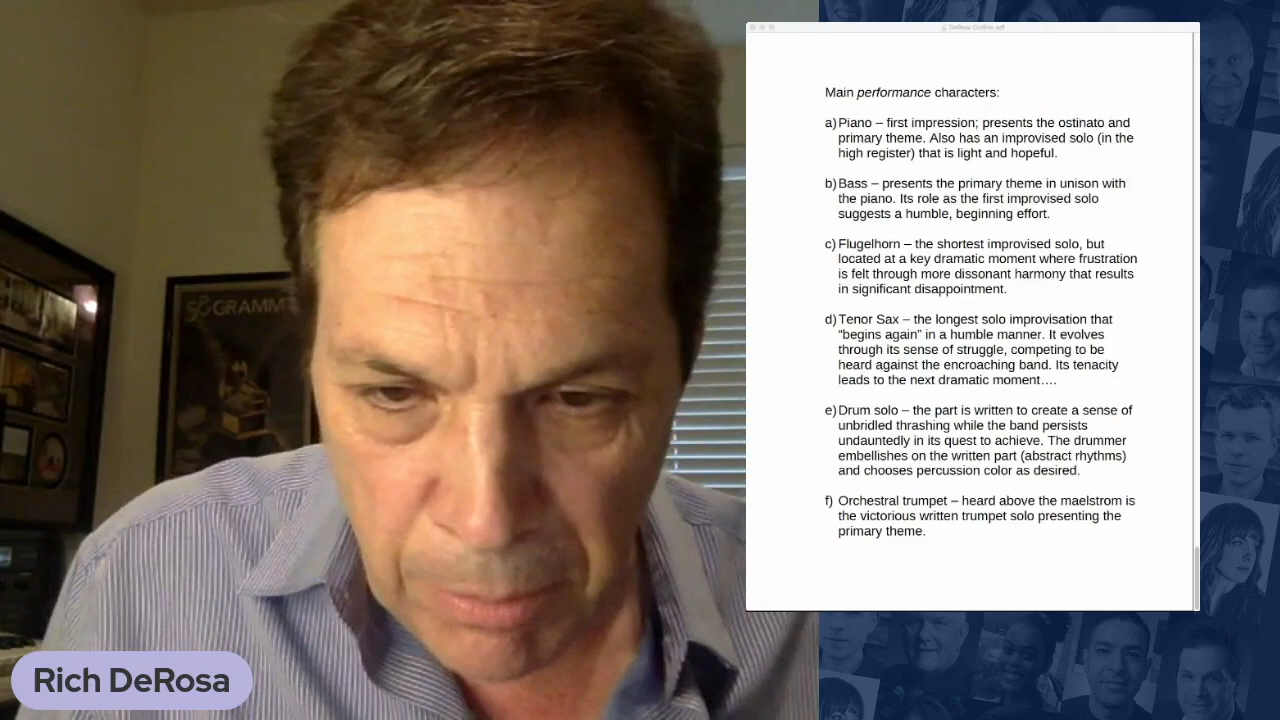 DeRosa Outline.pdf
Main performance characters:
a) Piano – first impression; presents the ostinato and
primary theme. Also has an improvised solo (in the
high register) that is light and hopeful.
b) Bass – presents the primary theme in unison with
the piano. Its role as the first improvised solo
suggests a humble, beginning effort.
c) Flugelhorn – the shortest improvised solo, but
located at a key dramatic moment where frustration
is felt through more dissonant harmony that results
in significant disappointment.
d) Tenor Sax – the longest solo improvisation that
“begins again” in a humble manner. It evolves
through its sense of struggle, competing to be
heard against the encroaching band. Its tenacity
leads to the next dramatic moment….
e) Drum solo – the part is written to create a sense of
unbridled thrashing while the band persists
undauntedly in its quest to achieve. The drummer
embellishes on the written part (abstract rhythms)
and chooses percussion color as desired.
f) Orchestral trumpet – heard above the maelstrom is
the victorious written trumpet solo presenting the
primary theme.
58 GRAMM
Rich DeRosa